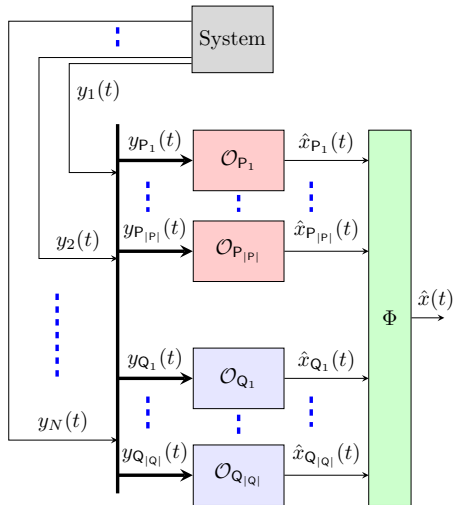 System
y₁(t)
y_{P₁}(t) 𝒪_{P₁} x̂_{P₁}(t)
y₂(t) y_{P_{|P|}}(t) 𝒪_{P_{|P|}} x̂_{P_{|P|}}(t)
Φ x̂(t)
y_{Q₁}(t) 𝒪_{Q₁} x̂_{Q₁}(t)
y_N(t) y_{Q_{|Q|}}(t) 𝒪_{Q_{|Q|}} x̂_{Q_{|Q|}}(t)